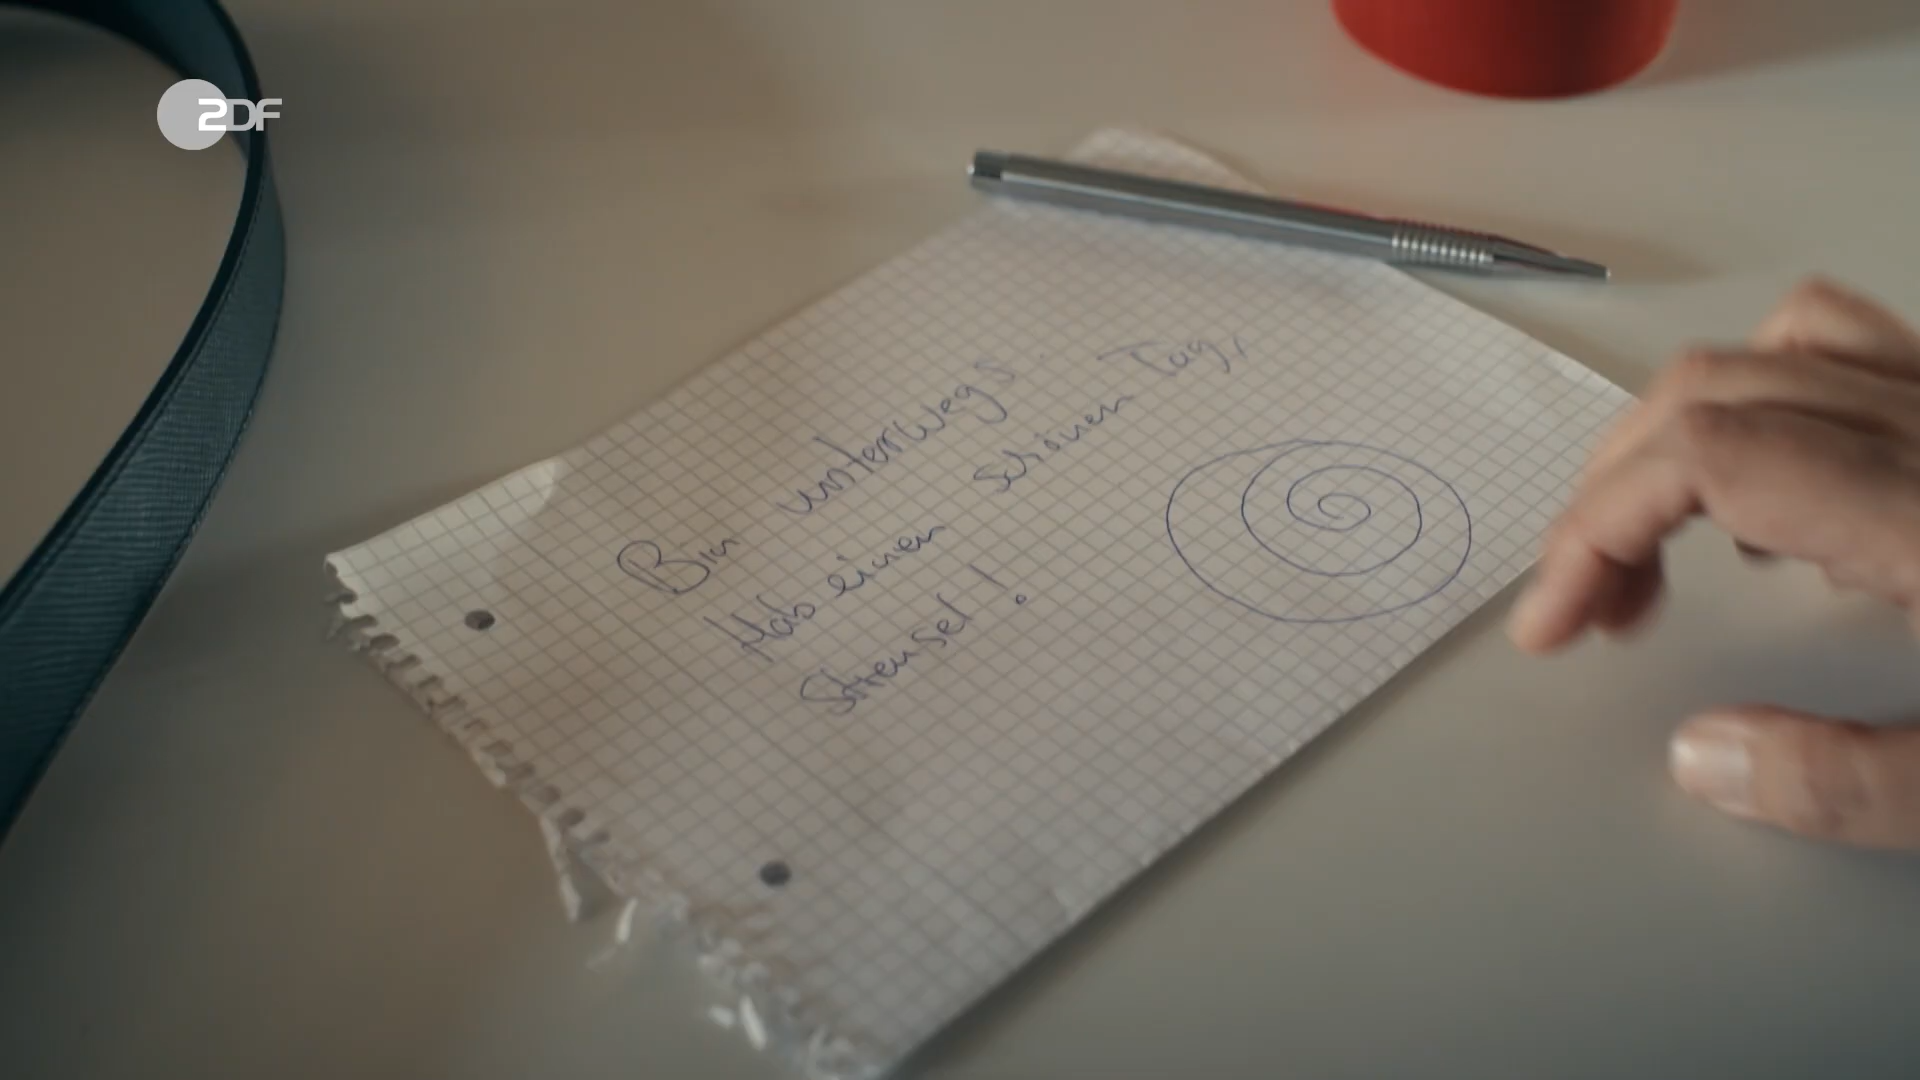 ZDF
Bin unterwegs.
Hab einen schönen Tag,
Streusel!